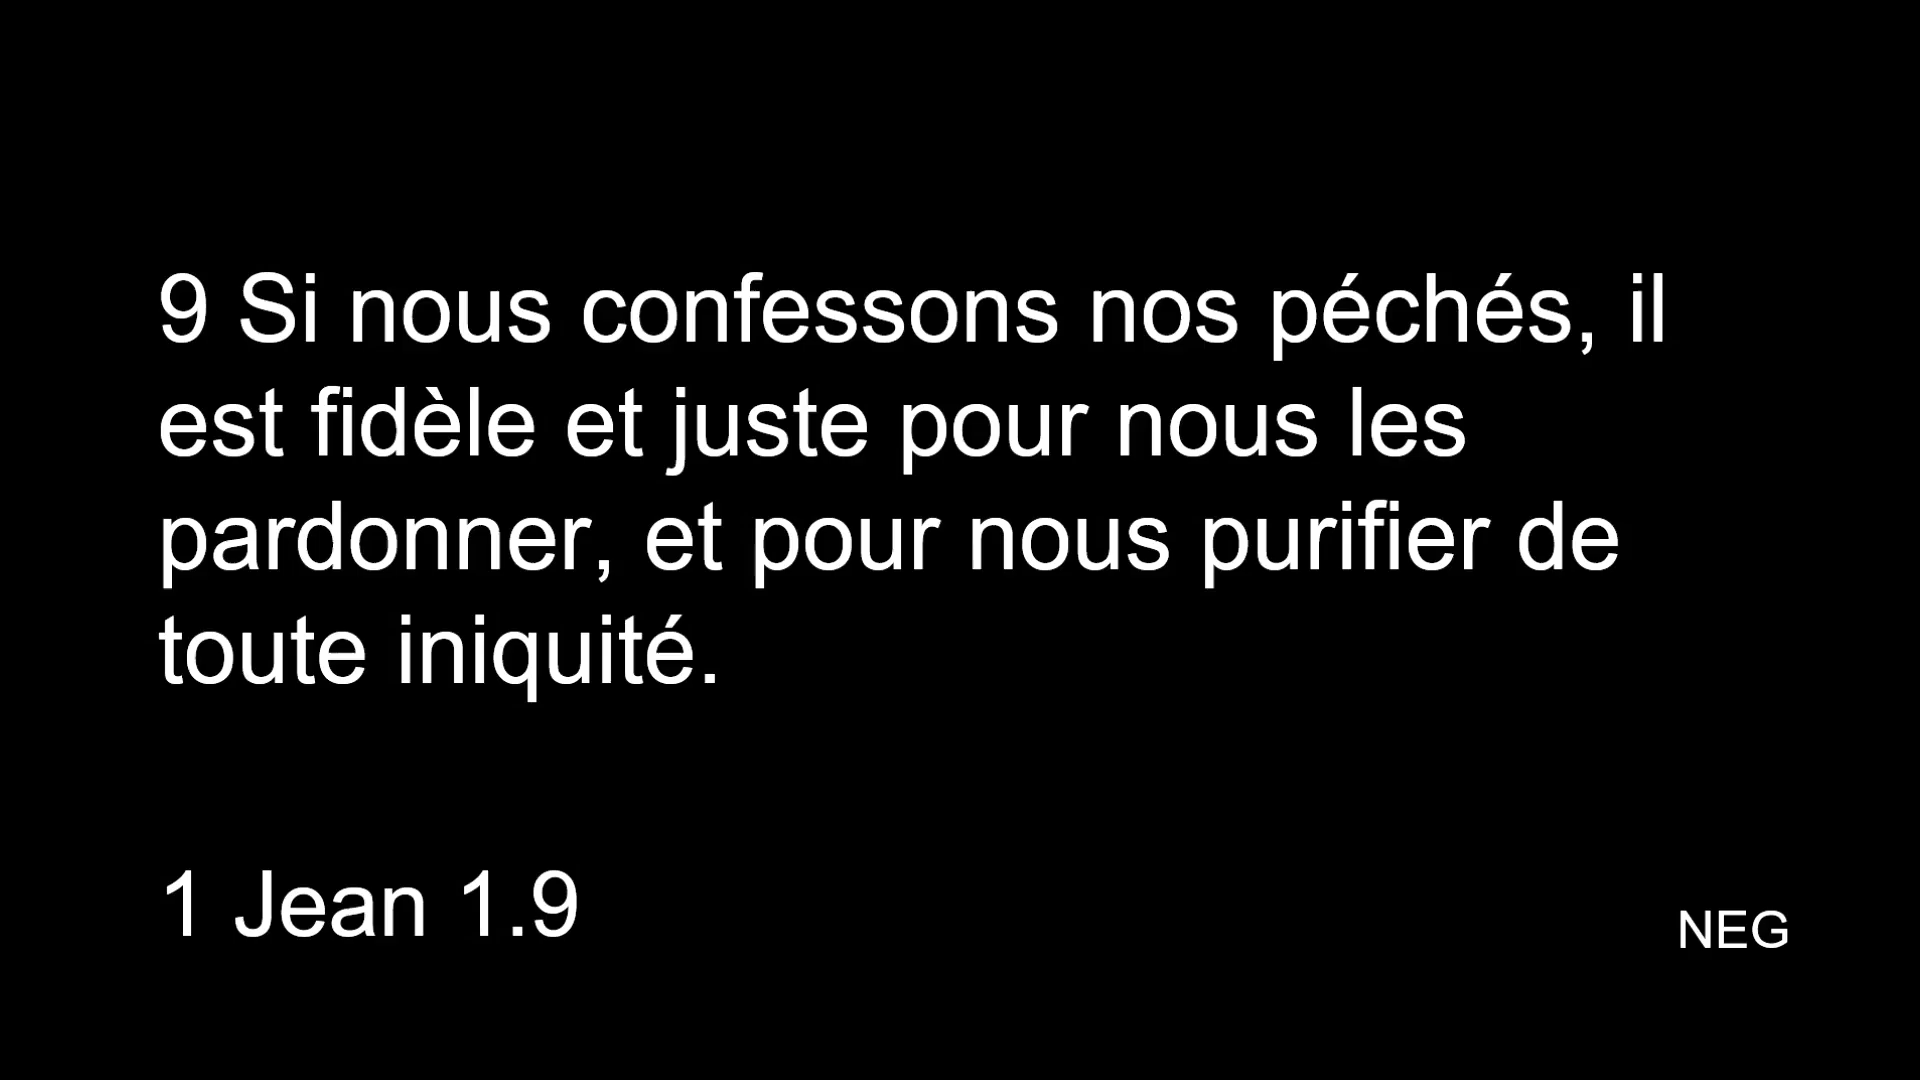 9 Si nous confessons nos péchés, il
est fidèle et juste pour nous les
pardonner, et pour nous purifier de
toute iniquité.
1 Jean 1.9
NEG